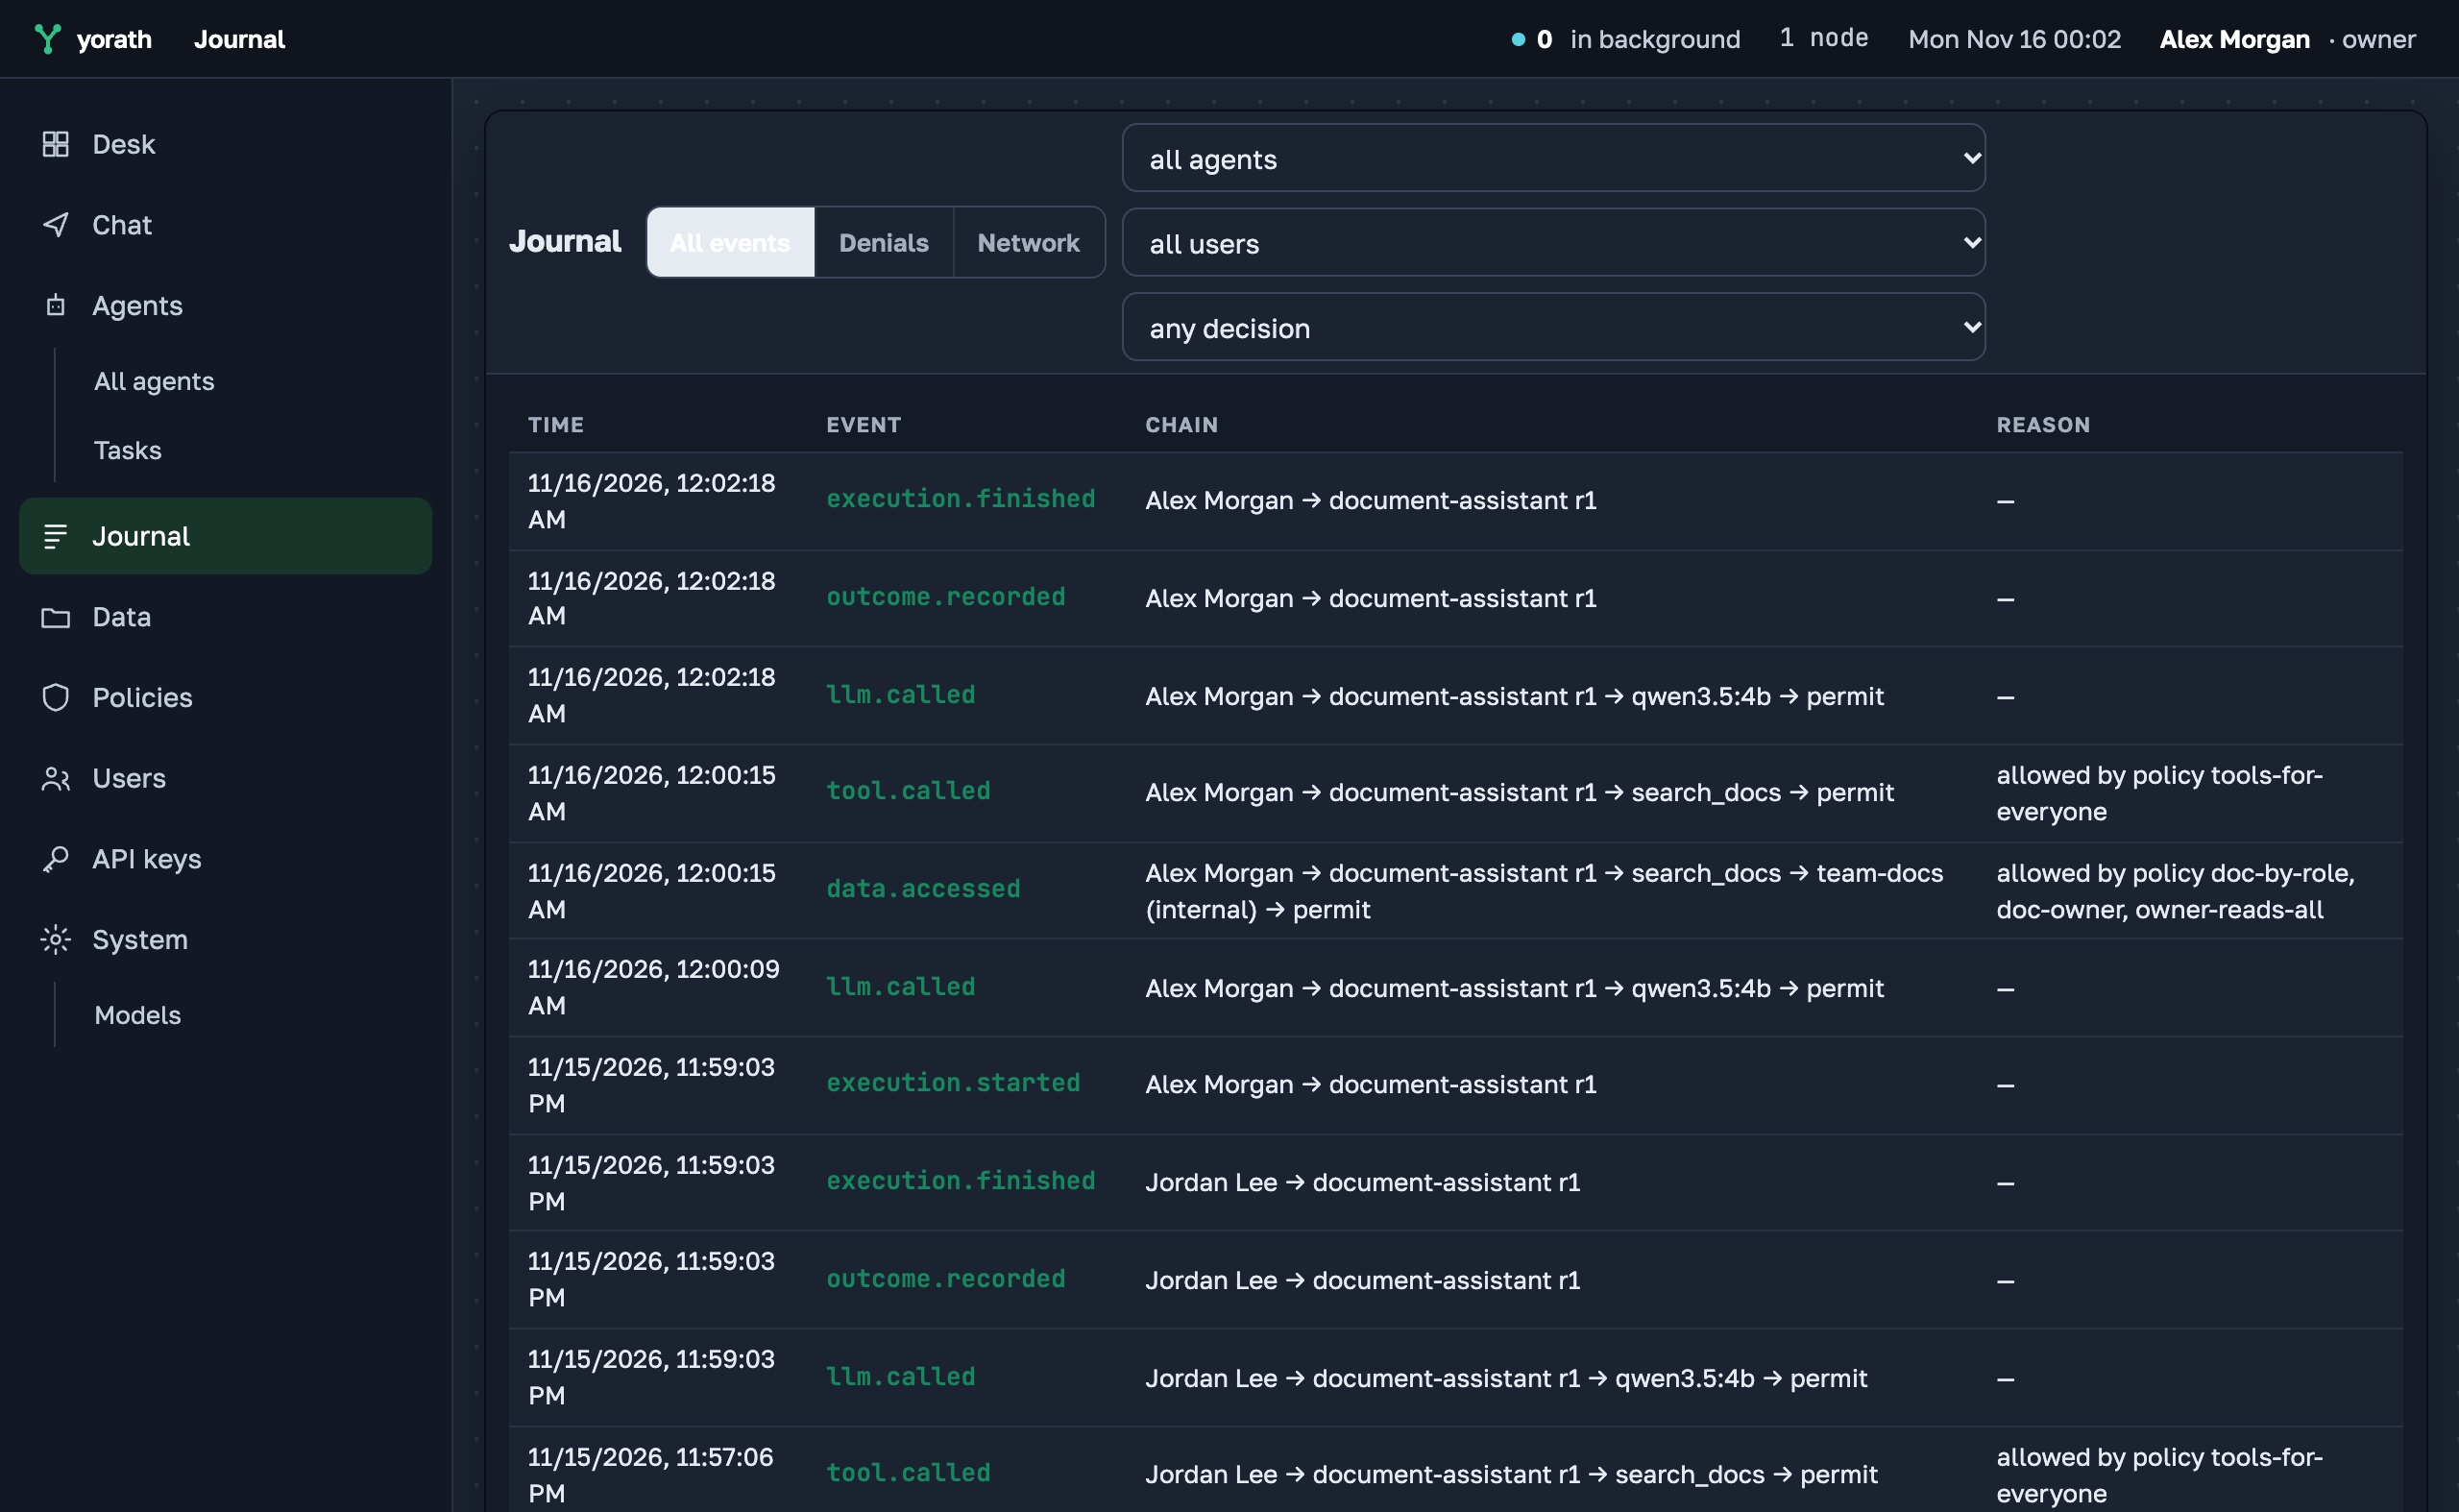 yorath Journal 0 in background 1 node Mon Nov 16 00:02 Alex Morgan · owner
Desk
Chat
Agents
All agents
Tasks
Journal
Data
Policies
Users
API keys
System
Models
all agents
Journal All events Denials Network all users
any decision
TIME EVENT CHAIN REASON
11/16/2026, 12:02:18
AM
execution.finished
Alex Morgan → document-assistant r1
—
11/16/2026, 12:02:18
AM
outcome.recorded
Alex Morgan → document-assistant r1
—
11/16/2026, 12:02:18
AM
llm.called
Alex Morgan → document-assistant r1 → qwen3.5:4b → permit
—
11/16/2026, 12:00:15
AM
tool.called
Alex Morgan → document-assistant r1 → search_docs → permit
allowed by policy tools-for-
everyone
11/16/2026, 12:00:15
AM
data.accessed
Alex Morgan → document-assistant r1 → search_docs → team-docs
(internal) → permit
allowed by policy doc-by-role,
doc-owner, owner-reads-all
11/16/2026, 12:00:09
AM
llm.called
Alex Morgan → document-assistant r1 → qwen3.5:4b → permit
—
11/15/2026, 11:59:03
PM
execution.started
Alex Morgan → document-assistant r1
—
11/15/2026, 11:59:03
PM
execution.finished
Jordan Lee → document-assistant r1
—
11/15/2026, 11:59:03
PM
outcome.recorded
Jordan Lee → document-assistant r1
—
11/15/2026, 11:59:03
PM
llm.called
Jordan Lee → document-assistant r1 → qwen3.5:4b → permit
—
11/15/2026, 11:57:06
PM
tool.called
Jordan Lee → document-assistant r1 → search_docs → permit
allowed by policy tools-for-
everyone